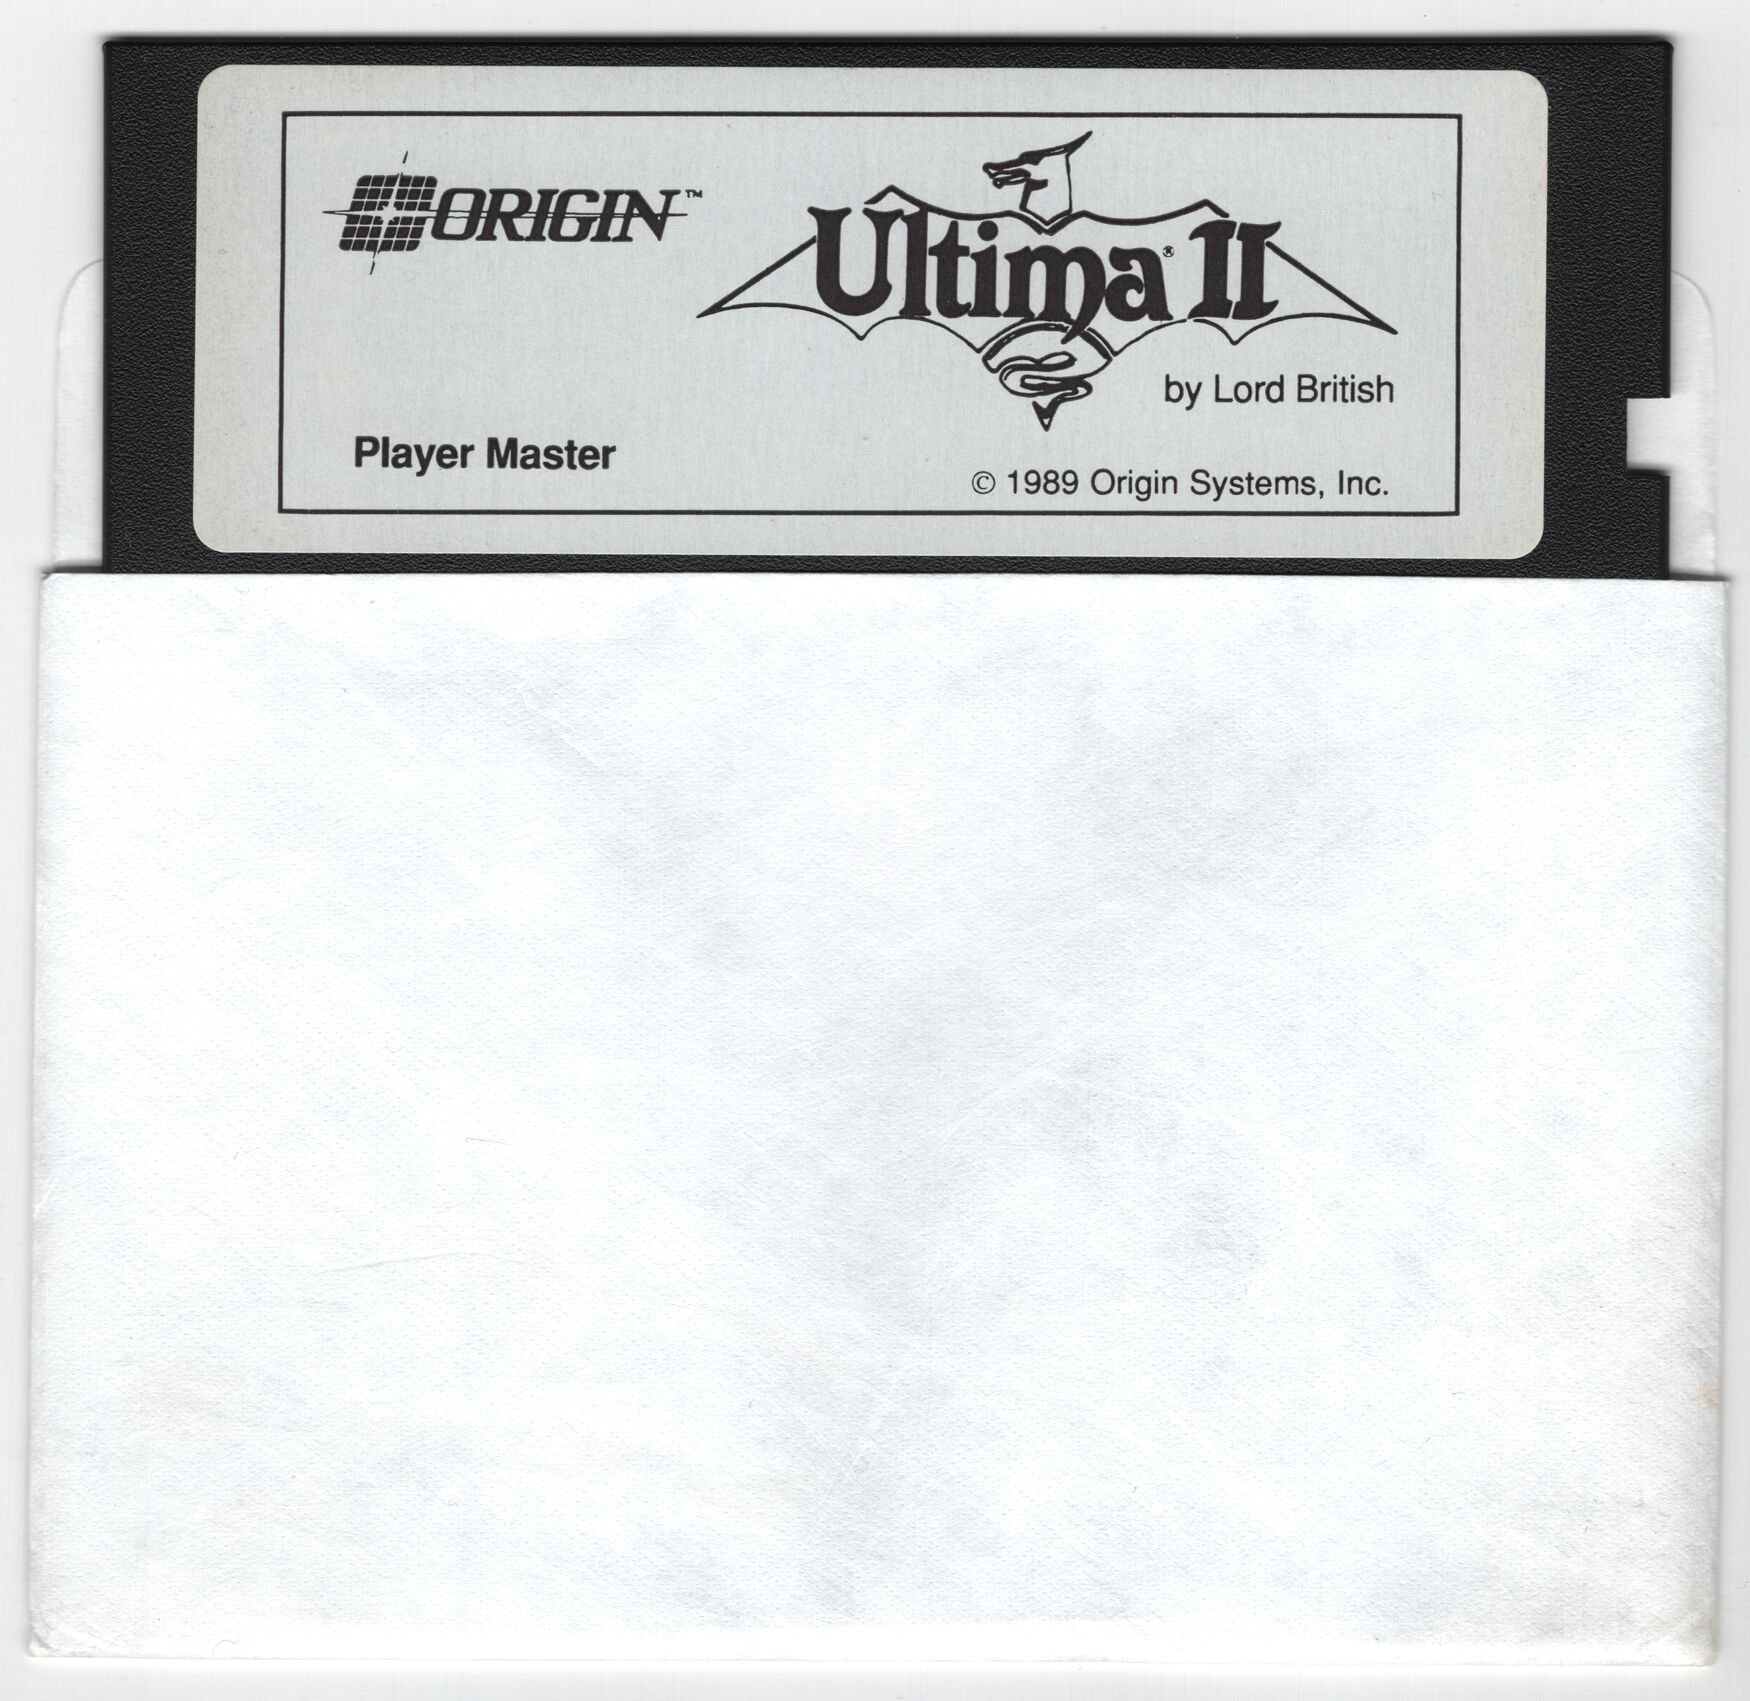 ORIGIN™
Ultima® II
by Lord British
Player Master
© 1989 Origin Systems, Inc.